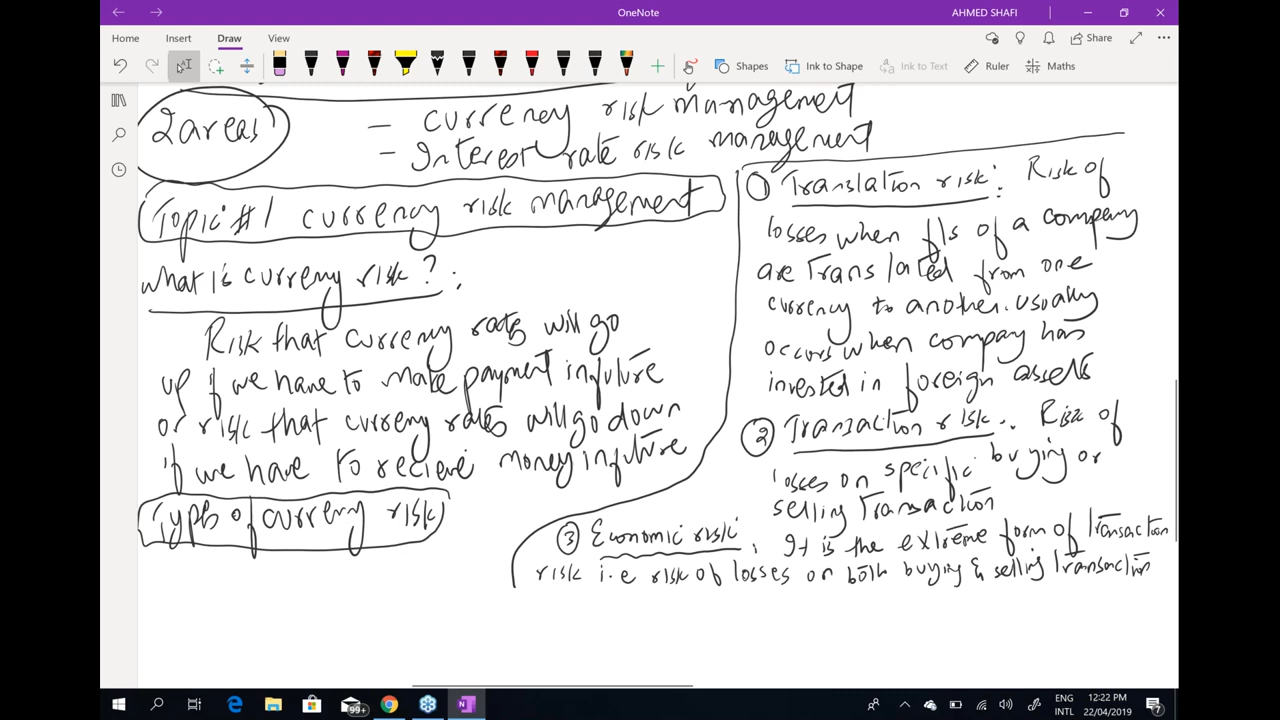 OneNote
AHMED SHAFI
Home Insert Draw View
Share
Shapes Ink to Shape Ink to Text Ruler Maths
2 areas
- currency risk management
- Interest rate risk management
Topic #1 currency risk management
what is currency risk? :
Risk that currency rates will go
up if we have to make payment in future
or risk that currency rates will go down
if we have to recieve money in future
Types of currency risk
① Translation risk: Risk of
losses when f/s of a company
are translated from one
currency to another. usually
occurs when company has
invested in foreign assets
② Transaction risk: Risk of
losses on specific buying or
selling Transaction
③ Economic risk: It is the extreme form of Transaction
risk i.e risk of losses on both buying & selling Transaction
99+
ENG
INTL
12:22 PM
22/04/2019
7